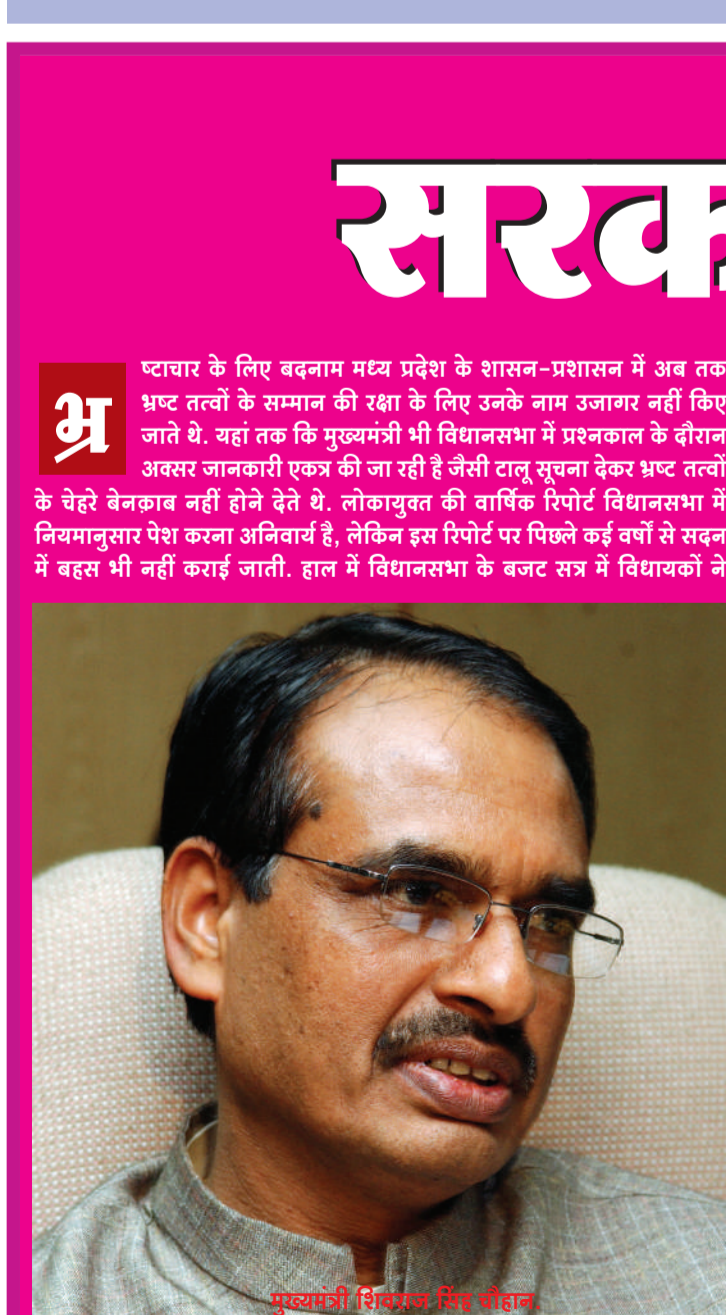 सरक
भ्रष्टाचार के लिए बदनाम मध्य प्रदेश के शासन-प्रशासन में अब तक
भ्रष्ट तत्वों के सम्मान की रक्षा के लिए उनके नाम उजागर नहीं किए
जाते थे. यहां तक कि मुख्यमंत्री भी विधानसभा में प्रश्नकाल के दौरान
अक्सर जानकारी एकत्र की जा रही है जैसी टालू सूचना देकर भ्रष्ट तत्वों
के चेहरे बेनक़ाब नहीं होने देते थे. लोकायुक्त की वार्षिक रिपोर्ट विधानसभा में
नियमानुसार पेश करना अनिवार्य है, लेकिन इस रिपोर्ट पर पिछले कई वर्षों से सदन
में बहस भी नहीं कराई जाती. हाल में विधानसभा के बजट सत्र में विधायकों ने
मुख्यमंत्री शिवराज सिंह चौहान.